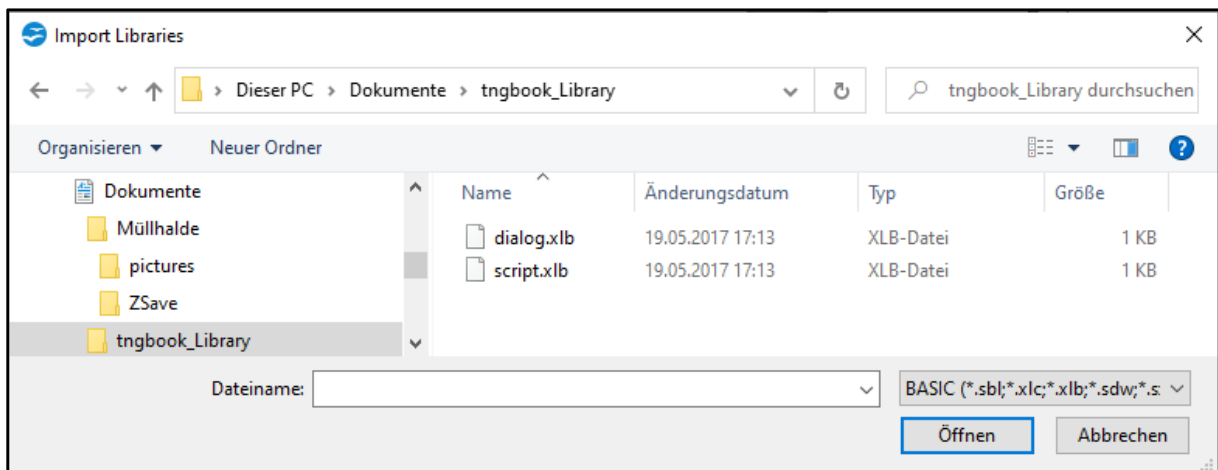 Import Libraries
Dieser PC > Dokumente > tngbook_Library
tngbook_Library durchsuchen
Organisieren
Neuer Ordner
Dokumente
Müllhalde
pictures
ZSave
tngbook_Library
Name Änderungsdatum Typ Größe
dialog.xlb 19.05.2017 17:13 XLB-Datei 1 KB
script.xlb 19.05.2017 17:13 XLB-Datei 1 KB
Dateiname:
BASIC (*.sbl;*.xlc;*.xlb;*.sdw;*.s
Öffnen
Abbrechen